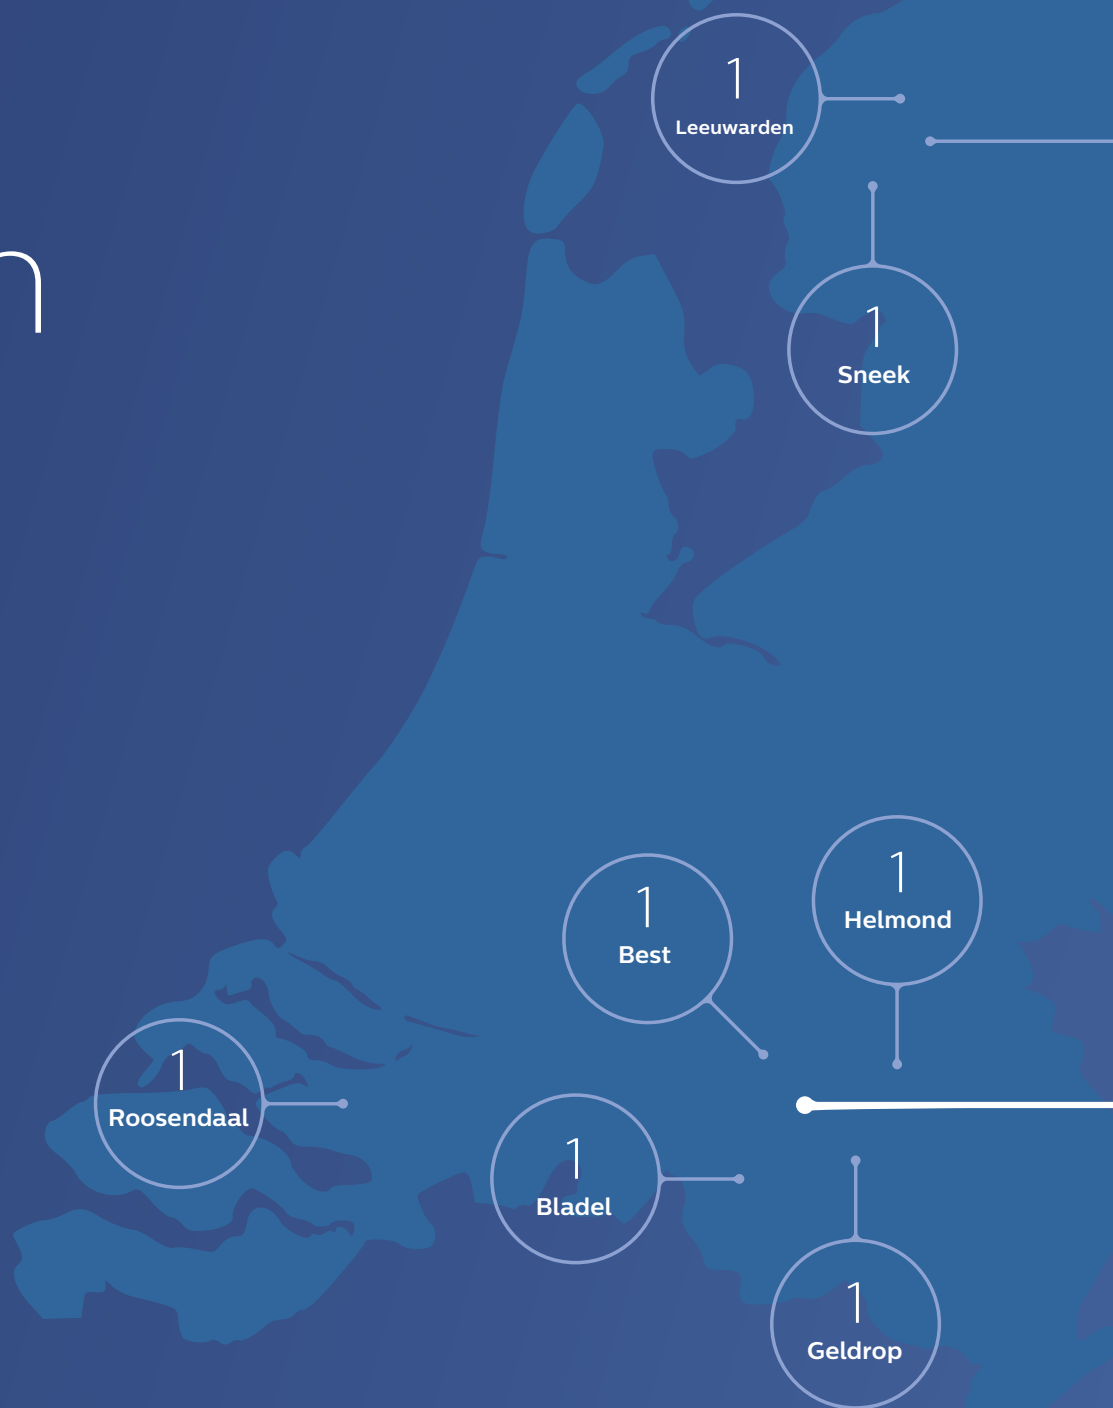 1
Leeuwarden
n
1
Sneek
1
Helmond
1
Best
1
Roosendaal
1
Bladel
1
Geldrop